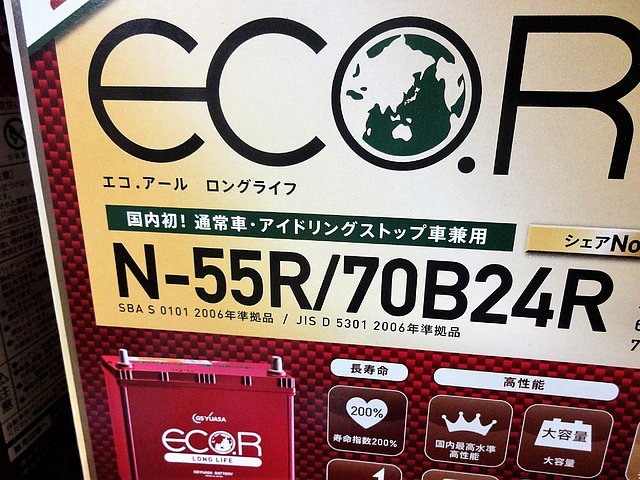 eco.R
エコ.アール ロングライフ
国内初! 通常車・アイドリングストップ車兼用
シェアNo
N-55R/70B24R
SBA S 0101 2006年準拠品 / JIS D 5301 2006年準拠品
長寿命
高性能
200%
寿命指数200%
国内最高水準
高性能
大容量
大容量
GS YUASA
ECO.R
LONG LIFE
GSYUASA BATTERY